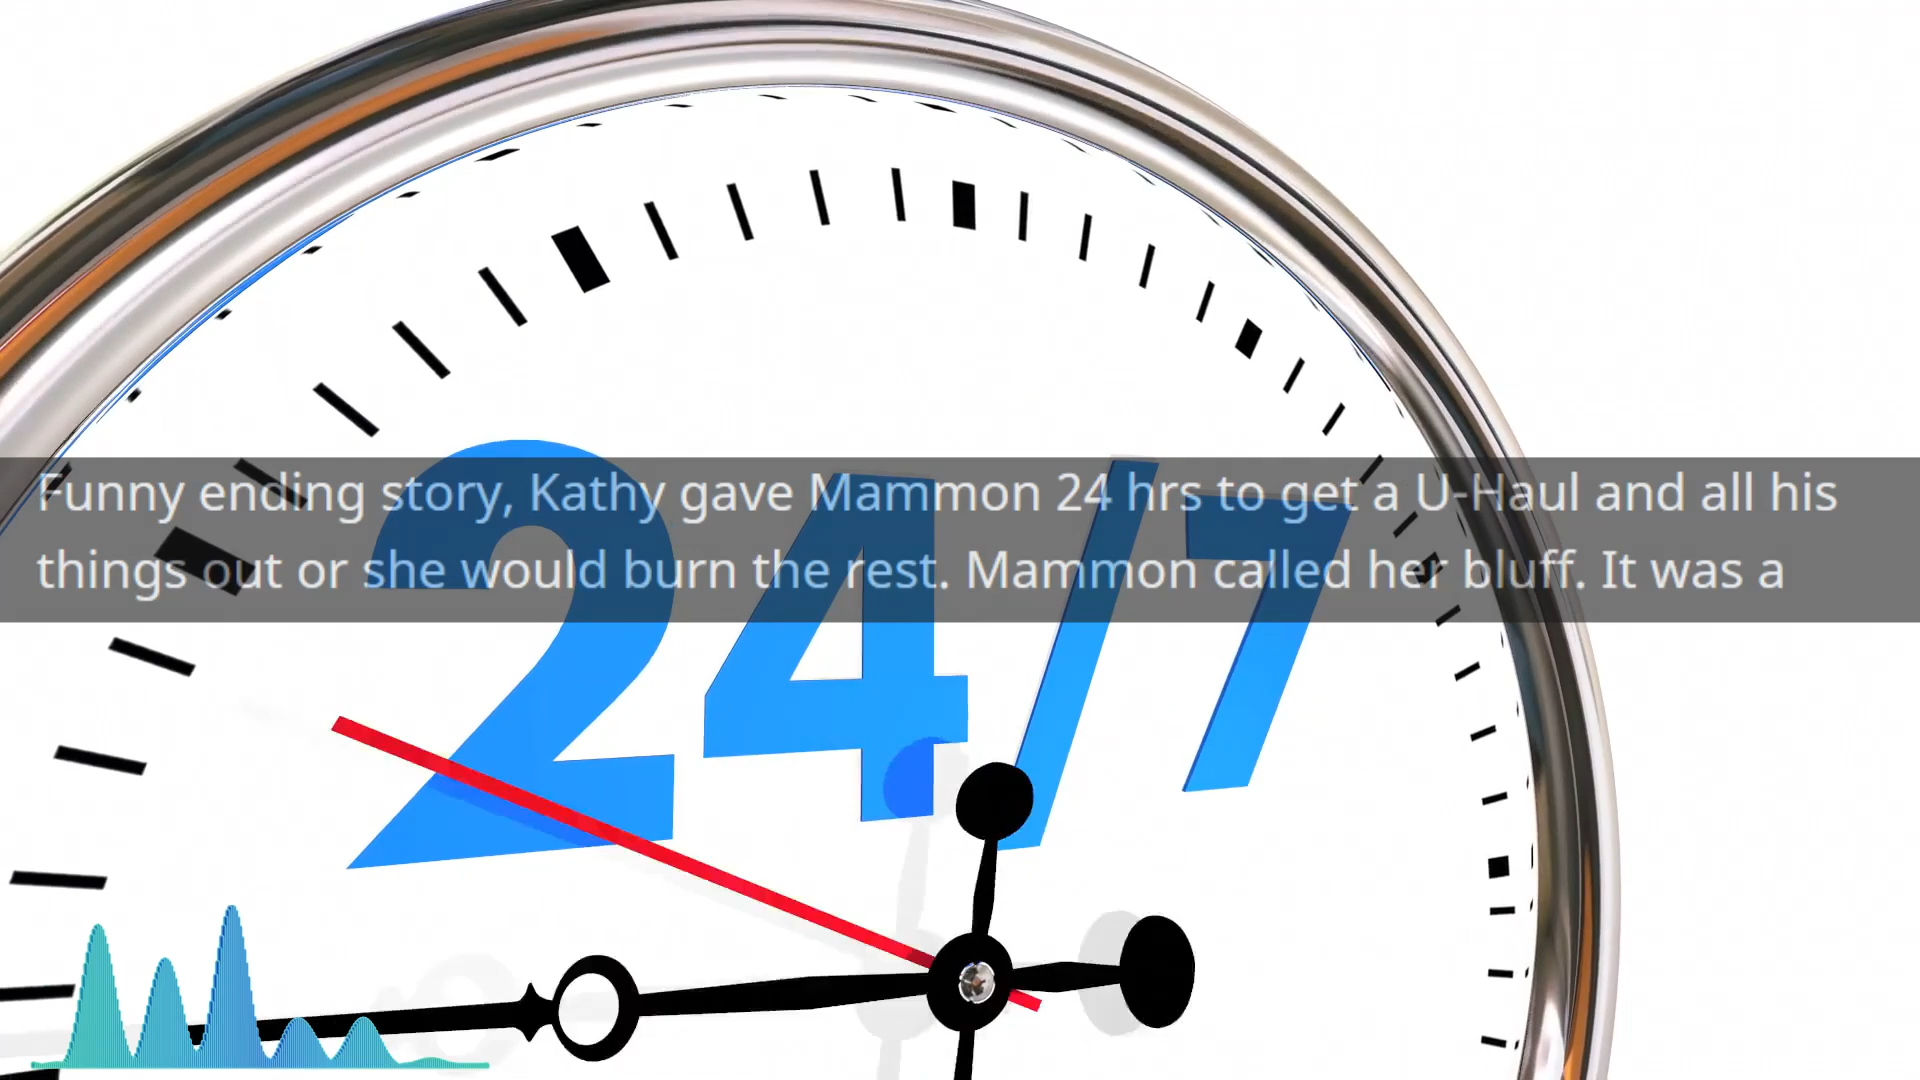 Funny ending story, Kathy gave Mammon 24 hrs to get a U-Haul and all his
things out or she would burn the rest. Mammon called her bluff. It was a
24/7